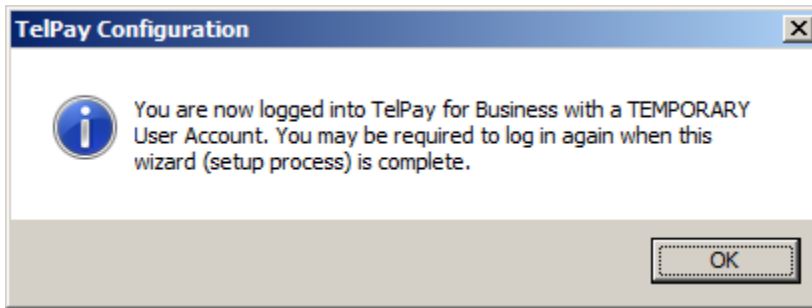 TelPay Configuration
You are now logged into TelPay for Business with a TEMPORARY
User Account. You may be required to log in again when this
wizard (setup process) is complete.
OK